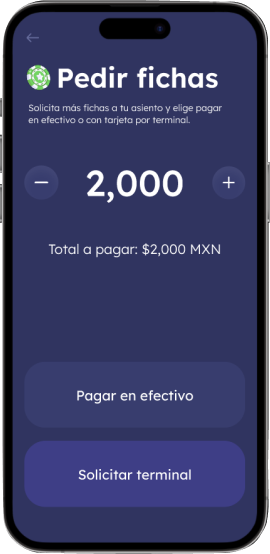 ←
Pedir fichas
Solicita más fichas a tu asiento y elige pagar
en efectivo o con tarjeta por terminal.
− 2,000 +
Total a pagar: $2,000 MXN
Pagar en efectivo
Solicitar terminal